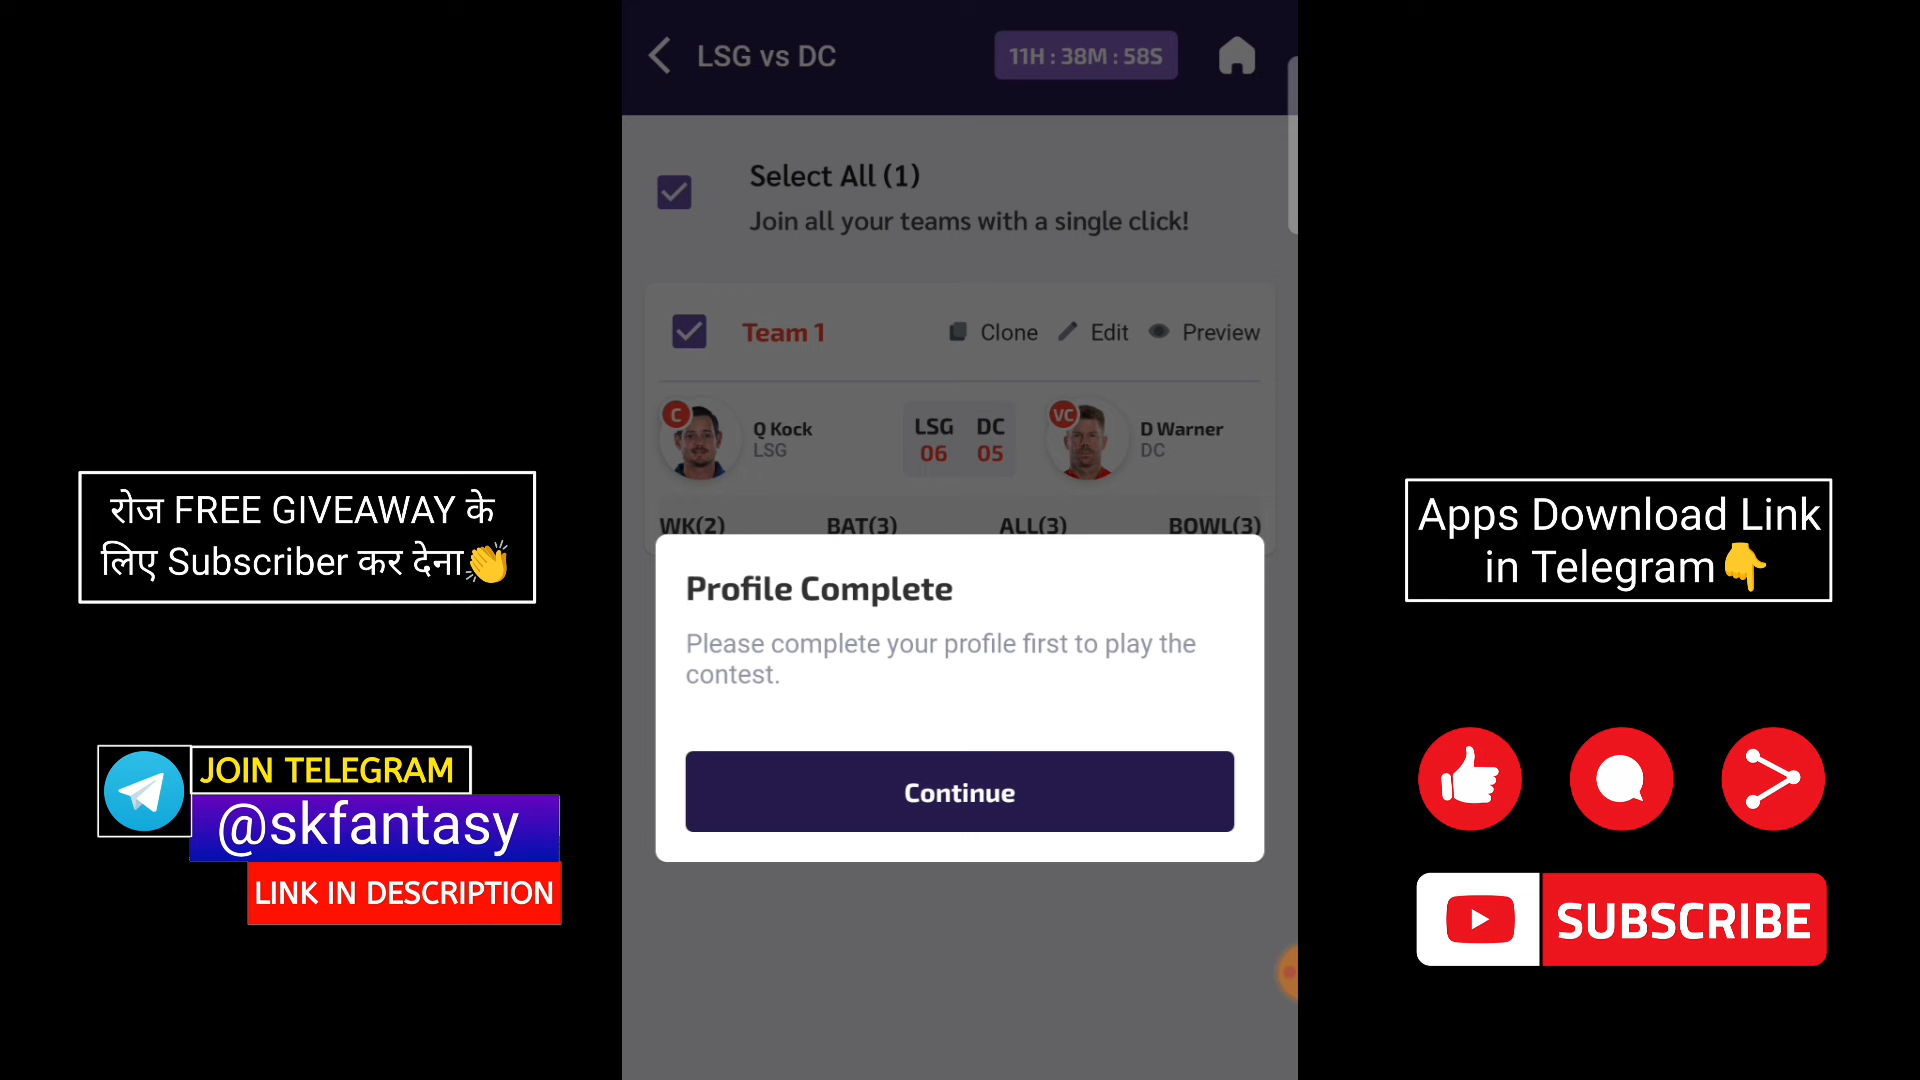 LSG vs DC
11H : 38M : 58S
Select All (1)
Join all your teams with a single click!
Team 1
Clone
Edit
Preview
C
Q Kock
LSG
LSG DC
06 05
VC
D Warner
DC
WK(2) BAT(3) ALL(3) BOWL(3)
Profile Complete
Please complete your profile first to play the
contest.
Continue
रोज FREE GIVEAWAY के
लिए Subscriber कर देना👏
JOIN TELEGRAM
@skfantasy
LINK IN DESCRIPTION
Apps Download Link
in Telegram👇
SUBSCRIBE